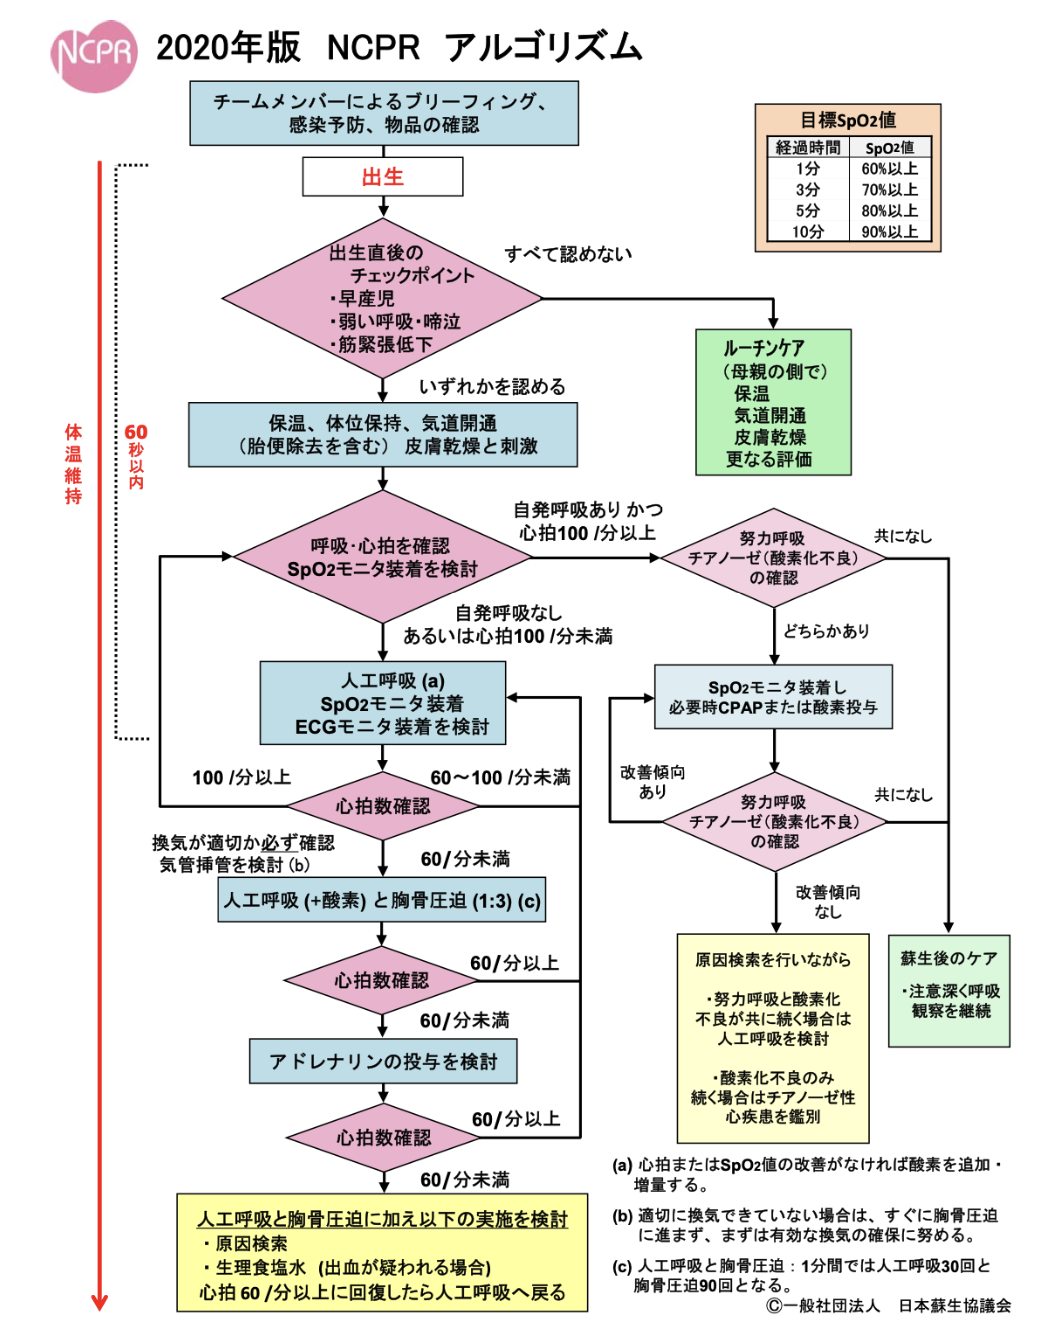 NCPR
2020年版 NCPR アルゴリズム
チームメンバーによるブリーフィング、
感染予防、物品の確認
目標SpO2値
経過時間 SpO2値
1分 60%以上
3分 70%以上
5分 80%以上
10分 90%以上
出生
出生直後の
チェックポイント
・早産児
・弱い呼吸・啼泣
・筋緊張低下
すべて認めない
いずれかを認める
ルーチンケア
（母親の側で）
保温
気道開通
皮膚乾燥
更なる評価
体温維持
60
秒以内
保温、体位保持、気道開通
（胎便除去を含む） 皮膚乾燥と刺激
呼吸・心拍を確認
SpO2モニタ装着を検討
自発呼吸あり かつ
心拍100 /分以上
努力呼吸
チアノーゼ（酸素化不良）
の確認
共になし
自発呼吸なし
あるいは心拍100 /分未満
どちらかあり
人工呼吸 (a)
SpO2モニタ装着
ECGモニタ装着を検討
SpO2モニタ装着し
必要時CPAPまたは酸素投与
100 /分以上
60～100 /分未満
心拍数確認
改善傾向
あり
努力呼吸
チアノーゼ（酸素化不良）
の確認
共になし
換気が適切か必ず確認
気管挿管を検討 (b)
60/分未満
人工呼吸 (+酸素) と胸骨圧迫 (1:3) (c)
改善傾向
なし
心拍数確認
60/分以上
60/分未満
原因検索を行いながら
・努力呼吸と酸素化
不良が共に続く場合は
人工呼吸を検討
・酸素化不良のみ
続く場合はチアノーゼ性
心疾患を鑑別
蘇生後のケア
・注意深く呼吸
観察を継続
アドレナリンの投与を検討
心拍数確認
60/分以上
60/分未満
人工呼吸と胸骨圧迫に加え以下の実施を検討
・原因検索
・生理食塩水 (出血が疑われる場合)
心拍 60 /分以上に回復したら人工呼吸へ戻る
(a) 心拍またはSpO2値の改善がなければ酸素を追加・
増量する。
(b) 適切に換気できていない場合は、すぐに胸骨圧迫
に進まず、まずは有効な換気の確保に努める。
(c) 人工呼吸と胸骨圧迫：1分間では人工呼吸30回と
胸骨圧迫90回となる。
Ⓒ一般社団法人 日本蘇生協議会